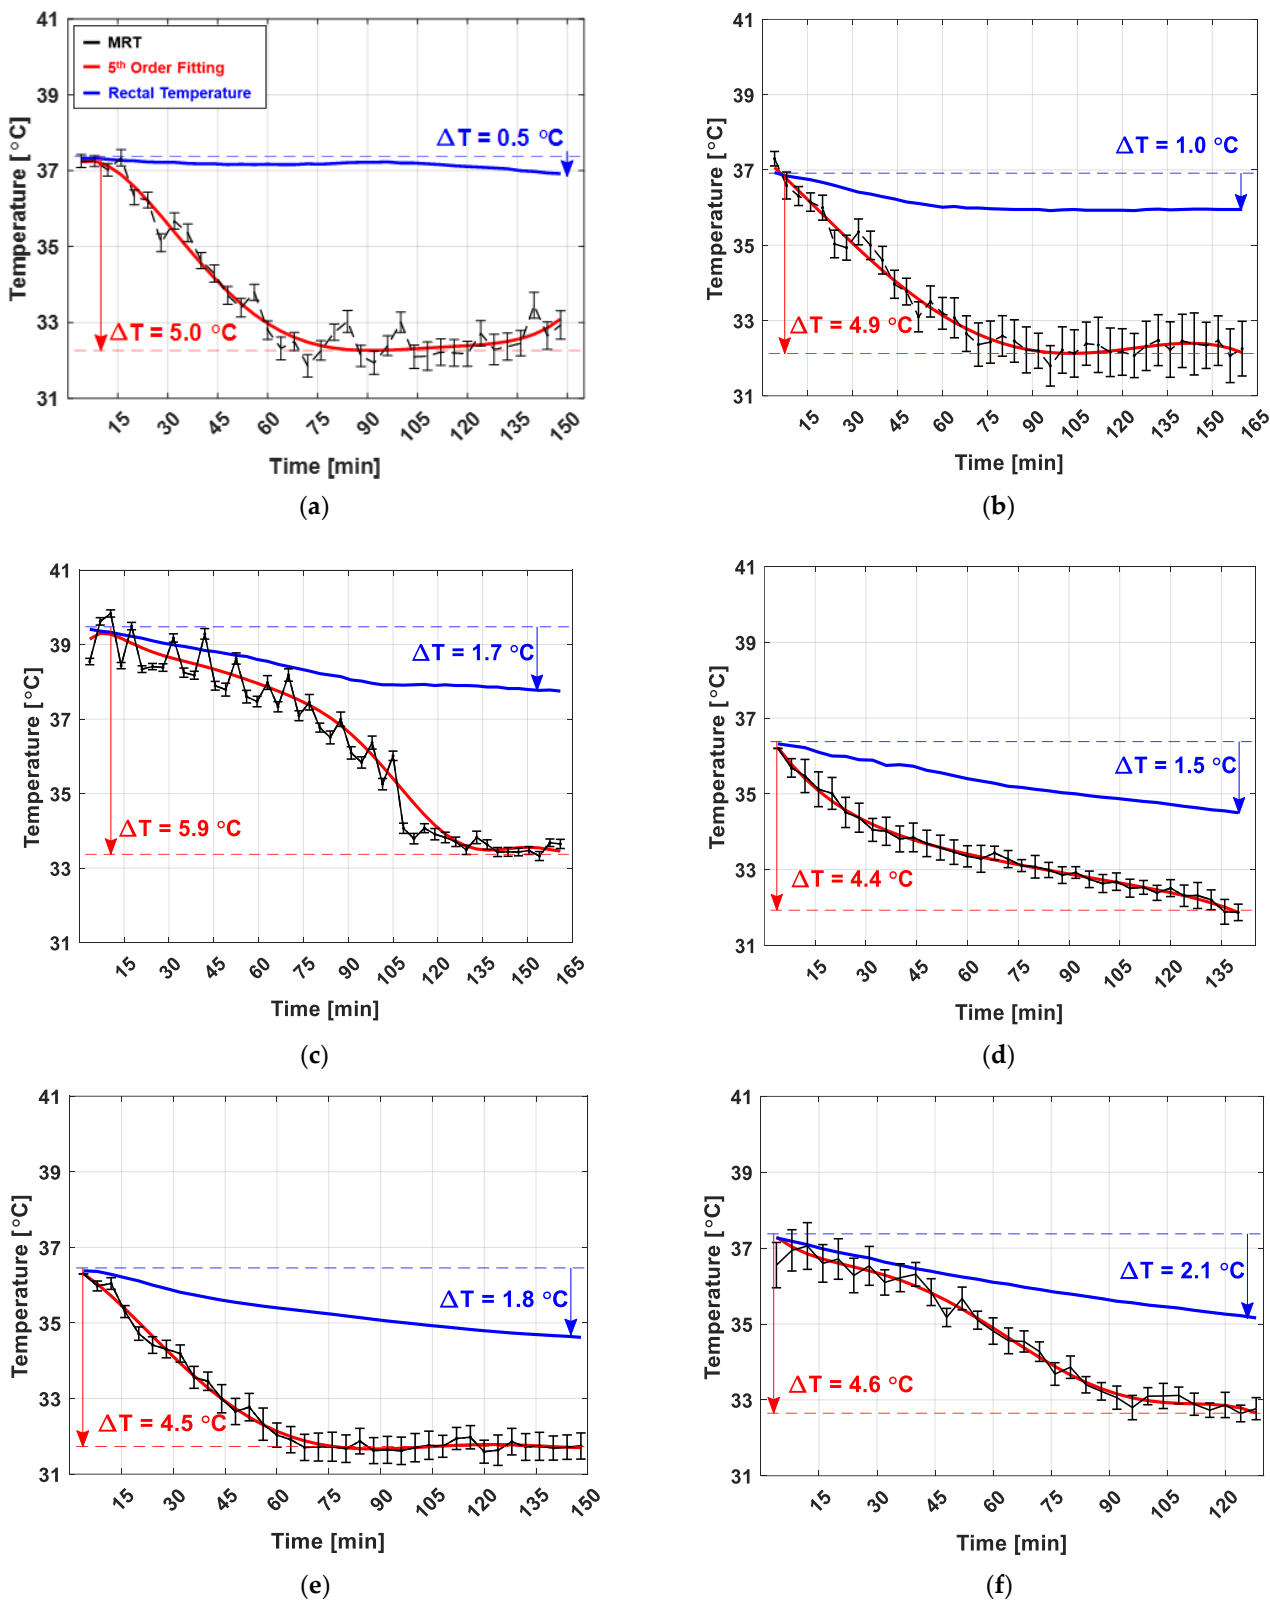 41
39
37
35
33
31
Temperature [ °C]
MRT
5th Order Fitting
Rectal Temperature
ΔT = 0.5 °C
ΔT = 5.0 °C
15 30 45 60 75 90 105 120 135 150
Time [min]
(a)
41
39
37
35
33
31
Temperature [°C]
ΔT = 1.0 °C
ΔT = 4.9 °C
15 30 45 60 75 90 105 120 135 150 165
Time [min]
(b)
41
39
37
35
33
31
Temperature [°C]
ΔT = 1.7 °C
ΔT = 5.9 °C
15 30 45 60 75 90 105 120 135 150 165
Time [min]
(c)
41
39
37
35
33
31
Temperature [°C]
ΔT = 1.5 °C
ΔT = 4.4 °C
15 30 45 60 75 90 105 120 135
Time [min]
(d)
41
39
37
35
33
31
Temperature [°C]
ΔT = 1.8 °C
ΔT = 4.5 °C
15 30 45 60 75 90 105 120 135 150
Time [min]
(e)
41
39
37
35
33
31
Temperature [°C]
ΔT = 2.1 °C
ΔT = 4.6 °C
15 30 45 60 75 90 105 120
Time [min]
(f)